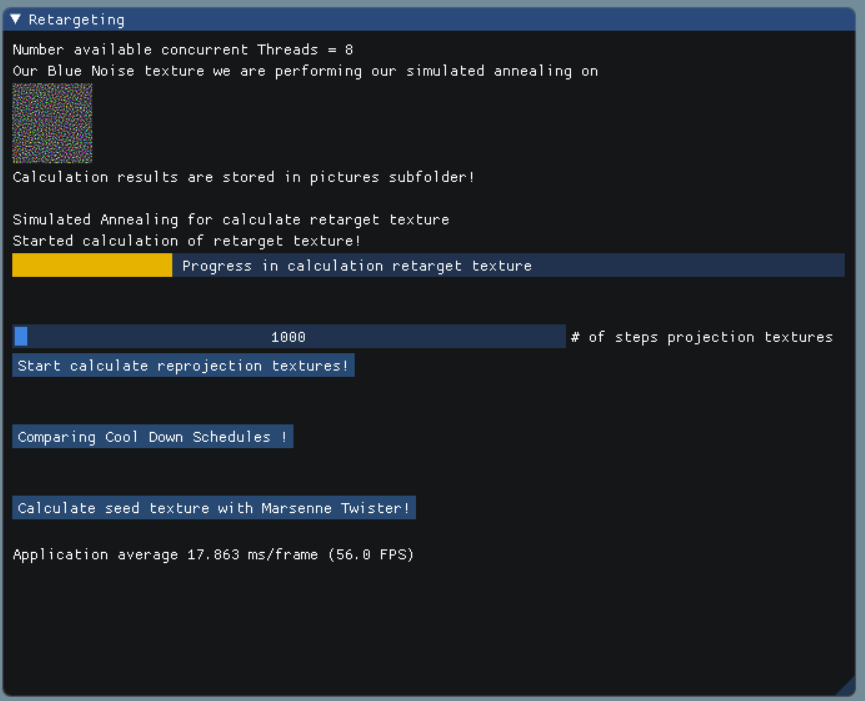 Retargeting
Number available concurrent Threads = 8
Our Blue Noise texture we are performing our simulated annealing on
Calculation results are stored in pictures subfolder!
Simulated Annealing for calculate retarget texture
Started calculation of retarget texture!
Progress in calculation retarget texture
1000 # of steps projection textures
Start calculate reprojection textures!
Comparing Cool Down Schedules !
Calculate seed texture with Marsenne Twister!
Application average 17.863 ms/frame (56.0 FPS)